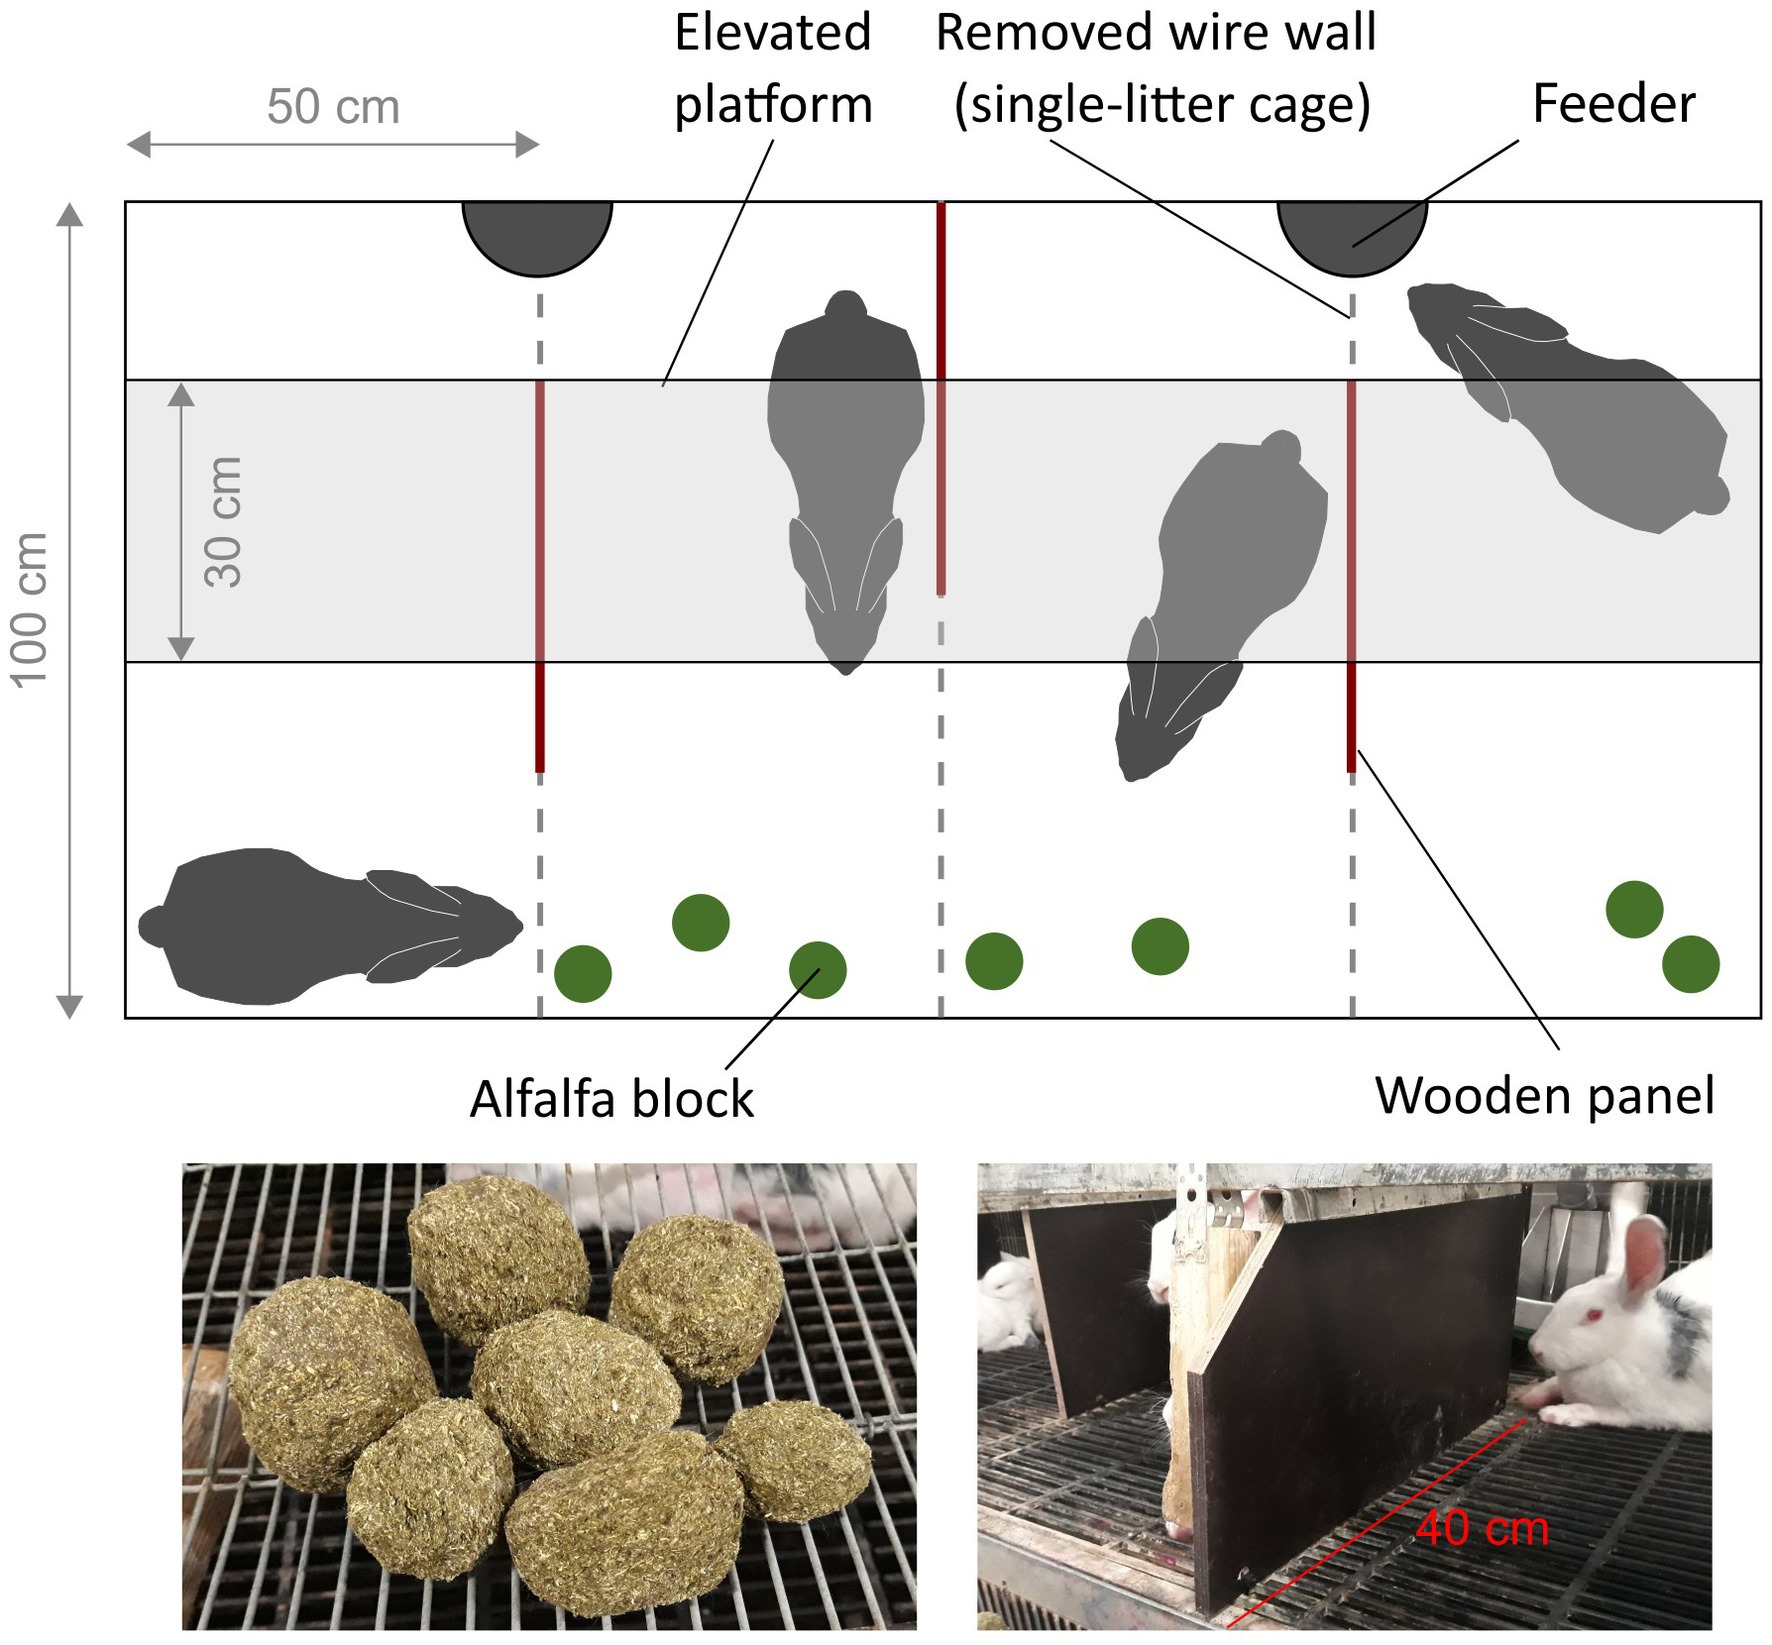 Elevated
platform
Removed wire wall
(single-litter cage)
Feeder
50 cm
100 cm
30 cm
Alfalfa block
Wooden panel
40 cm